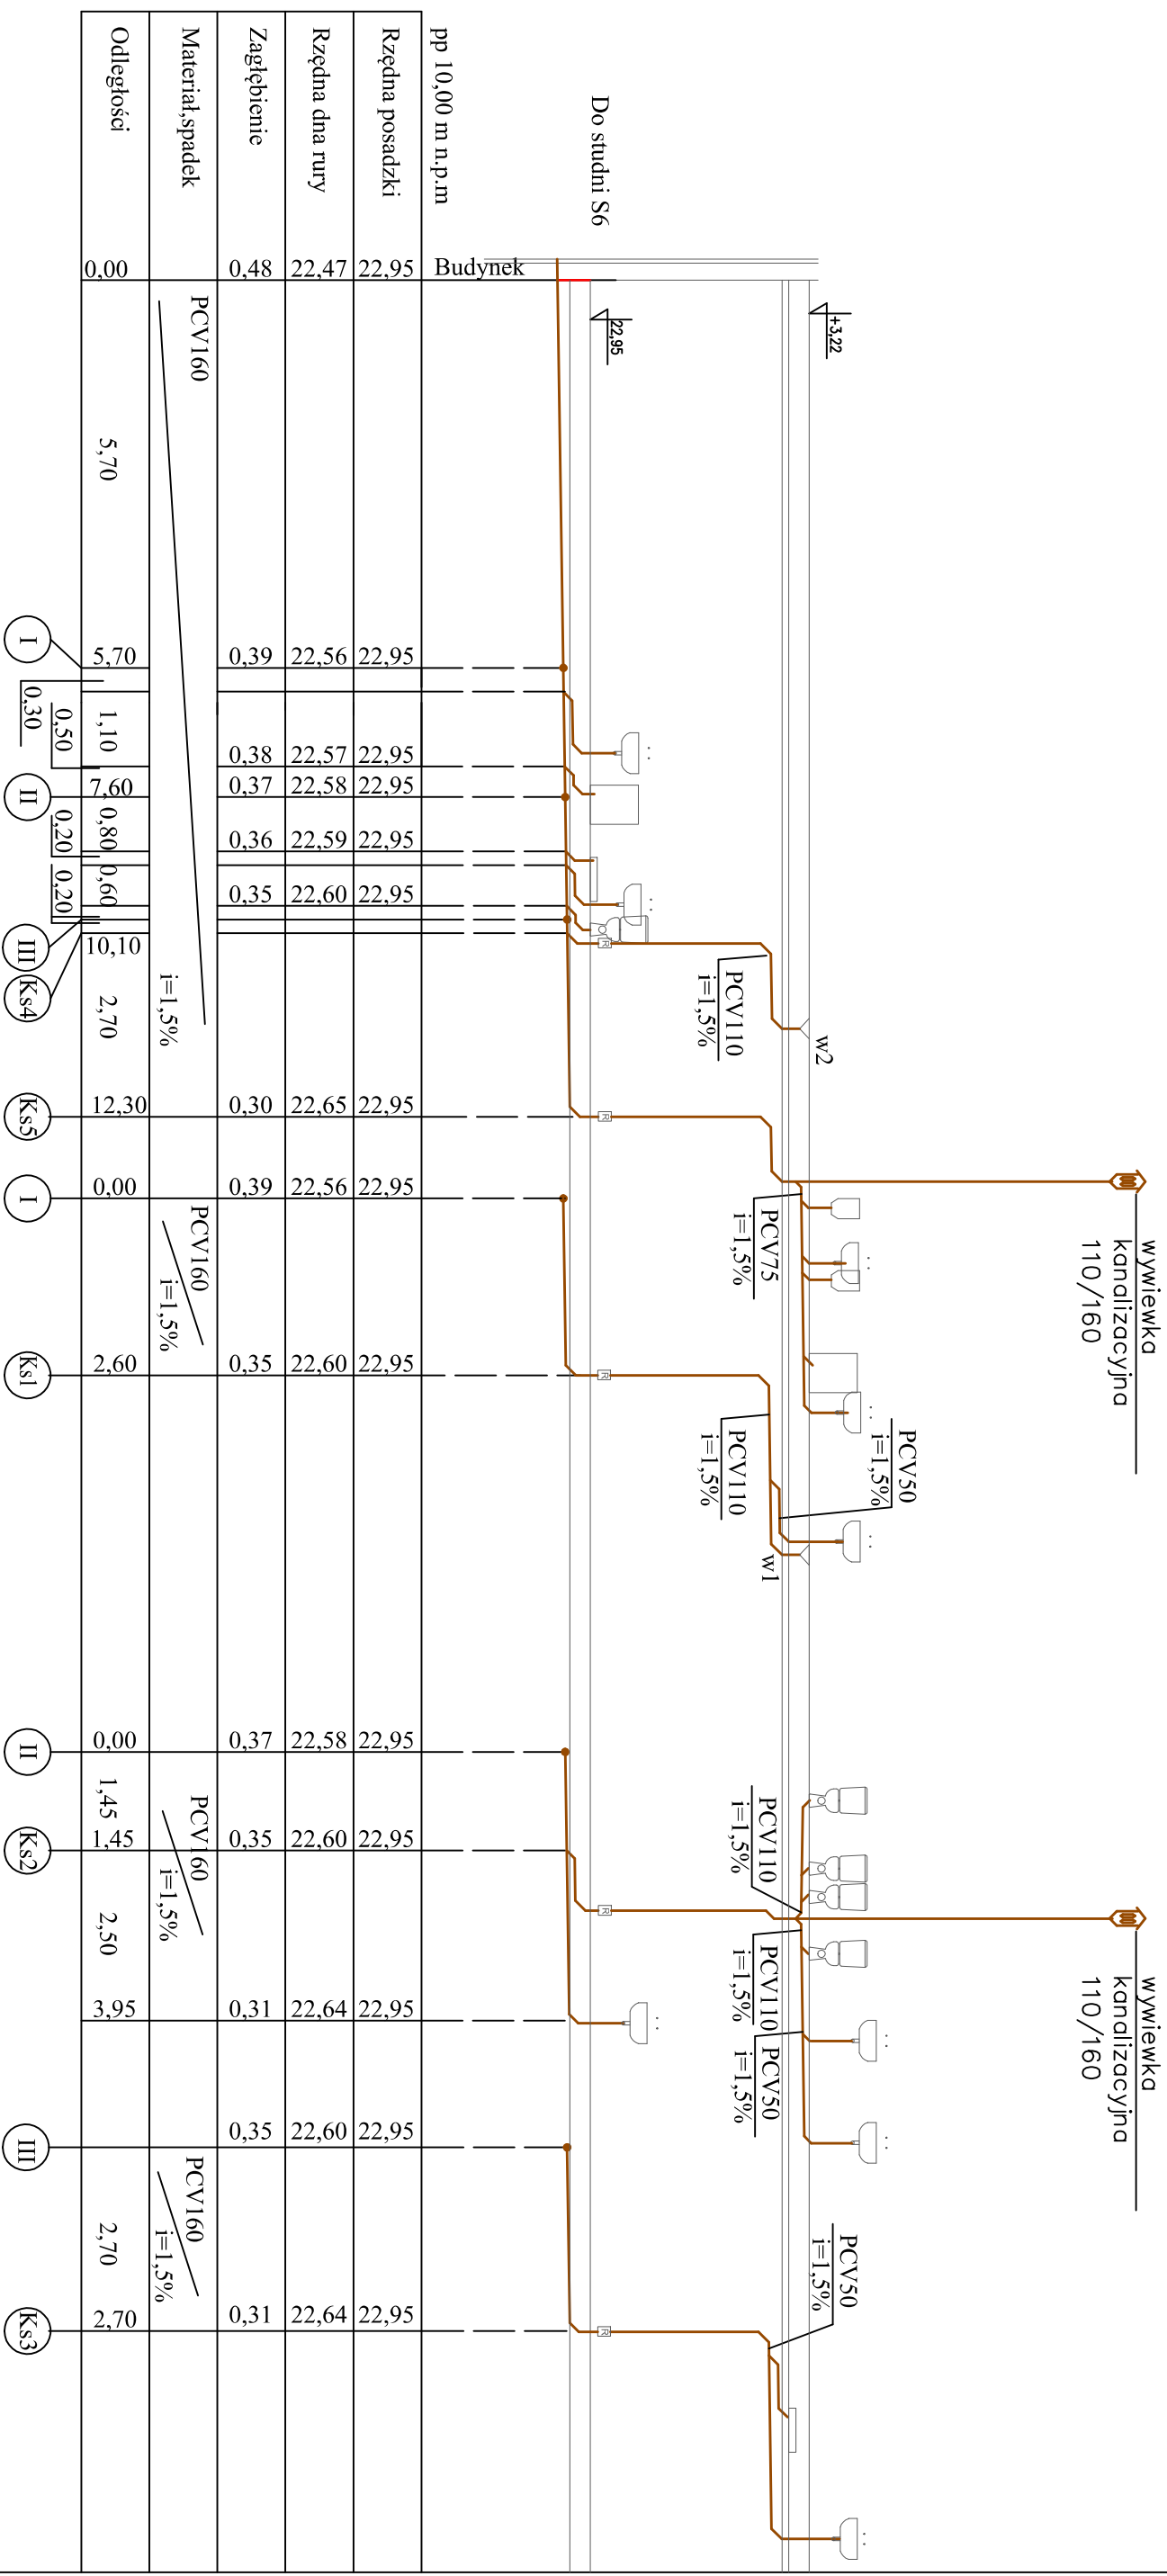 wywiewka
kanalizacyjna
110/160
wywiewka
kanalizacyjna
110/160
+3,22
w2
PCV110
i=1,5%
PCV75
i=1,5%
PCV50
i=1,5%
PCV110
i=1,5%
w1
PCV110
i=1,5%
PCV110
i=1,5%
PCV50
i=1,5%
PCV50
i=1,5%
Do studni S6
22,95
R
R
R
R
R
Budynek
pp 10,00 m n.p.m
Rzędna posadzki
22,95
22,95
22,95
22,95
22,95
22,95
22,95
22,95
22,95
22,95
22,95
22,95
22,95
22,95
Rzędna dna rury
22,47
22,56
22,57
22,58
22,59
22,60
22,65
22,56
22,60
22,58
22,60
22,64
22,60
22,64
Zagłębienie
0,48
0,39
0,38
0,37
0,36
0,35
0,30
0,39
0,35
0,37
0,35
0,31
0,35
0,31
Materiał,spadek
PCV160
i=1,5%
PCV160
i=1,5%
PCV160
i=1,5%
PCV160
i=1,5%
Odległości
0,00
5,70
5,70
0,30
1,10
0,50
7,60
0,80
0,20
0,60
0,20
10,10
2,70
12,30
0,00
2,60
0,00
1,45
1,45
2,50
3,95
2,70
2,70
I
II
III
Ks4
Ks5
I
Ks1
II
Ks2
III
Ks3